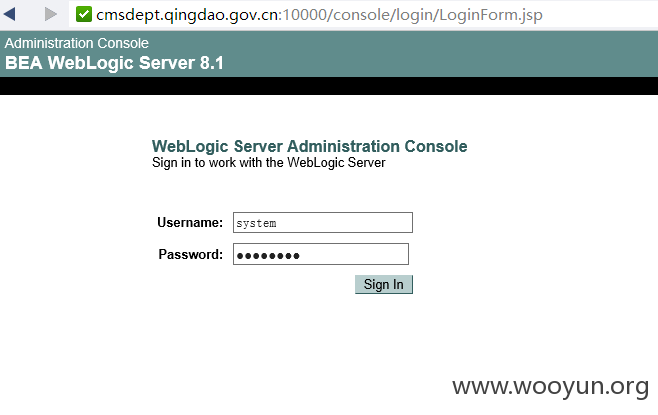 cmsdept.qingdao.gov.cn:10000/console/login/LoginForm.jsp
Administration Console
BEA WebLogic Server 8.1
WebLogic Server Administration Console
Sign in to work with the WebLogic Server
Username: system
Password: ●●●●●●●●
Sign In
www.wooyun.org